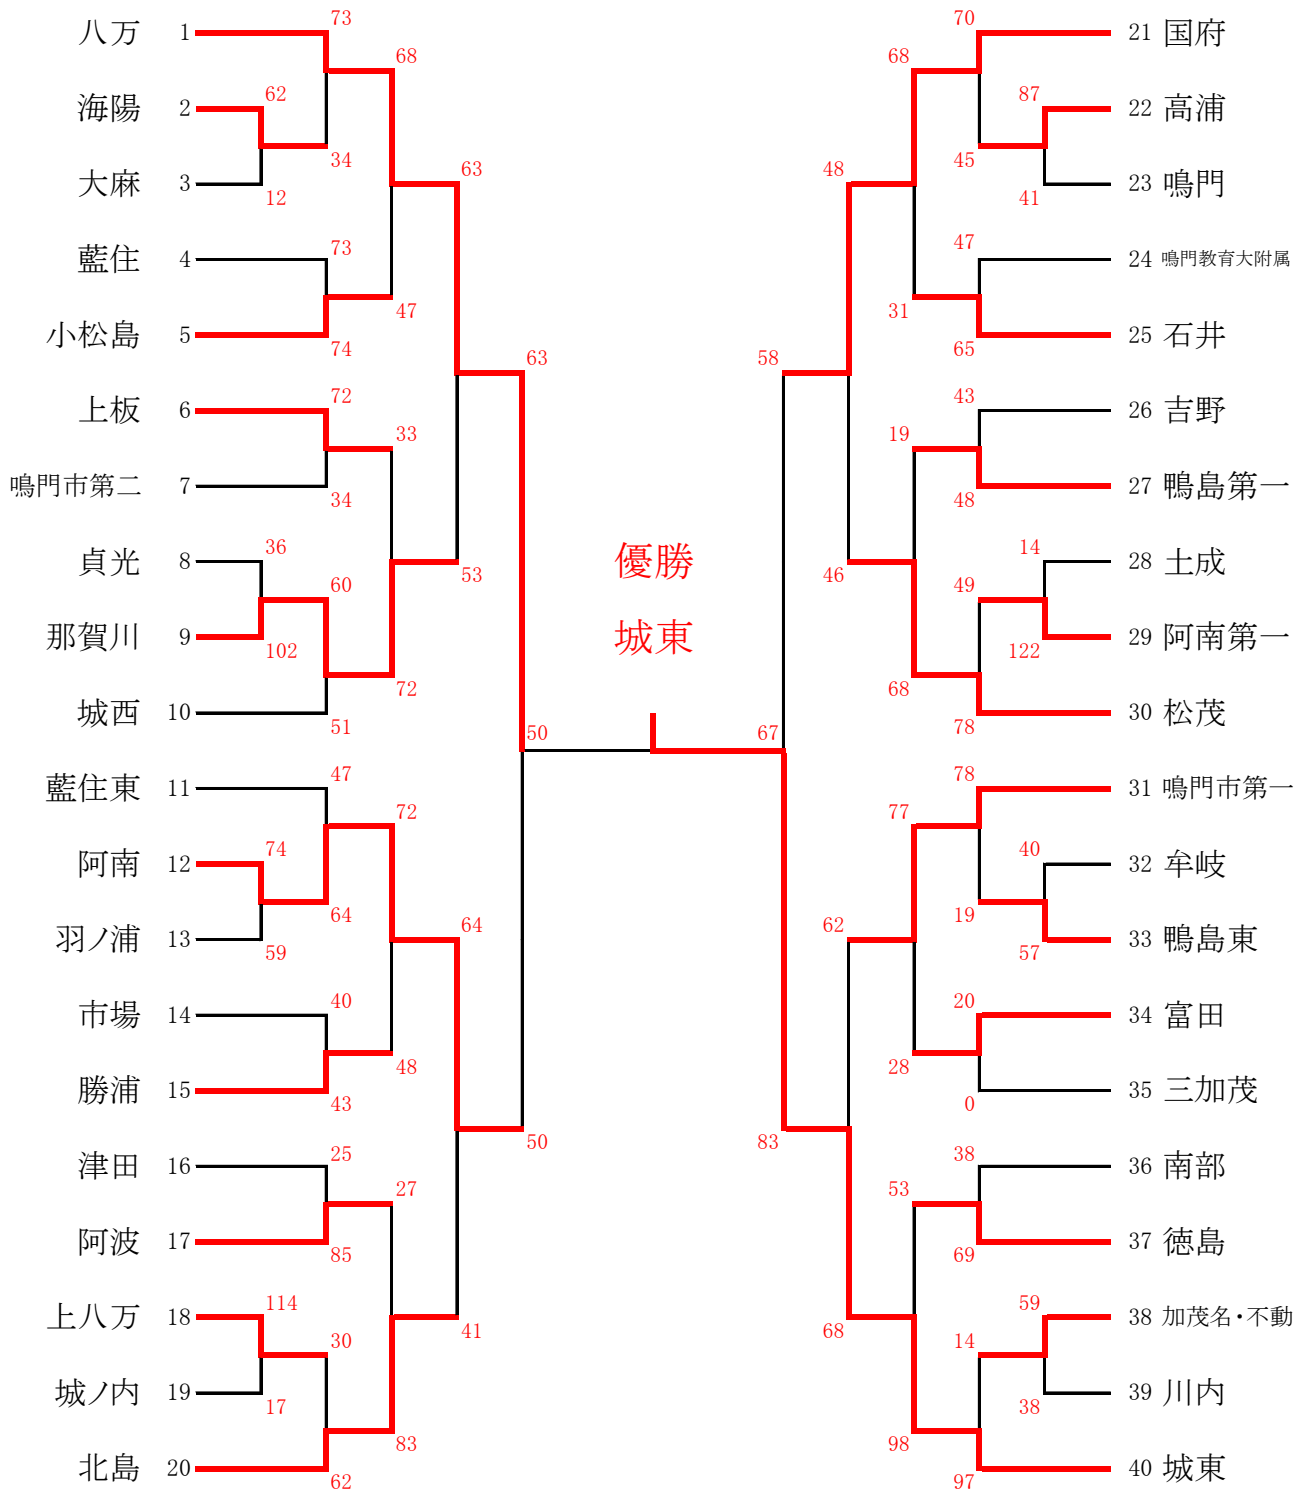 八万 1 73
68
海陽 2 62
34
大麻 3 12
63
藍住 4 73
47
小松島 5 74
63
上板 6 72
33
鳴門市第二 7 34
貞光 8 36
53
60
那賀川 9 102
72
城西 10 51
50
藍住東 11 47
72
阿南 12 74
64
羽ノ浦 13 59
64
市場 14 40
48
勝浦 15 43
50
津田 16 25
27
阿波 17 85
上八万 18 114
41
30
城ノ内 19 17
83
北島 20 62
優勝
城東
70 21 国府
68
87 22 高浦
45
41 23 鳴門
48
47 24 鳴門教育大附属
31
65 25 石井
58
43 26 吉野
19
48 27 鴨島第一
14 28 土成
46
49
122 29 阿南第一
68
78 30 松茂
67
78 31 鳴門市第一
77
40 32 牟岐
19
57 33 鴨島東
62
20 34 富田
28
0 35 三加茂
83
38 36 南部
53
69 37 徳島
59 38 加茂名・不動
68
14
38 39 川内
98
97 40 城東